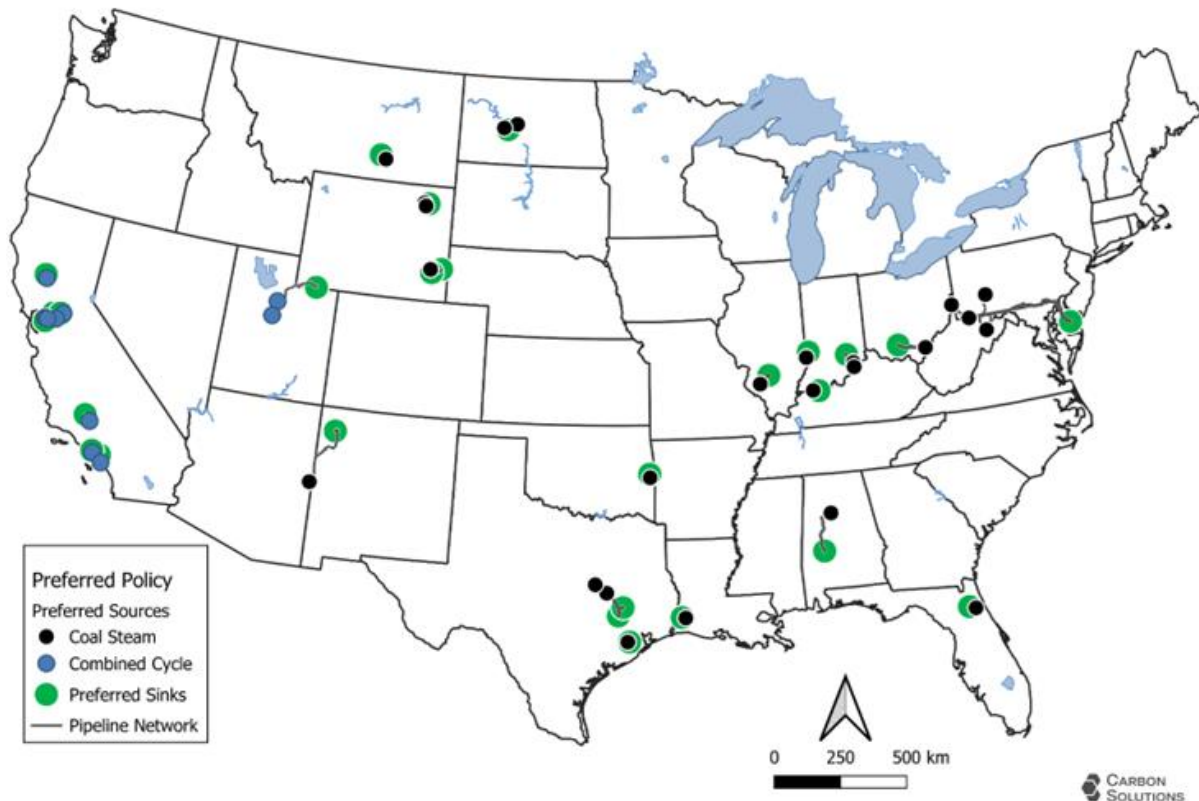 Preferred Policy
Preferred Sources
Coal Steam
Combined Cycle
Preferred Sinks
Pipeline Network
0 250 500 km
CARBON
SOLUTIONS